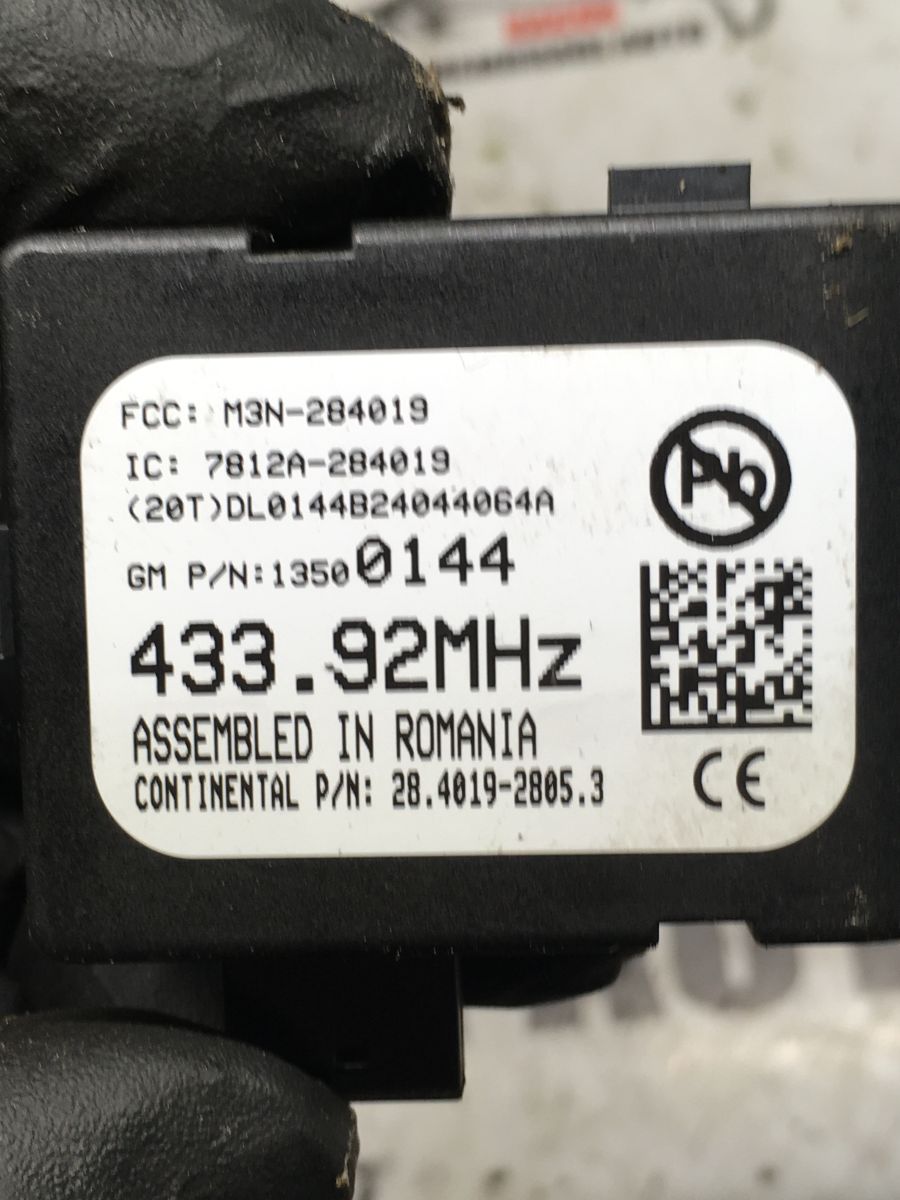 FCC: M3N-284019
IC: 7812A-284019
(20T)DL0144B24044064A
GM P/N:13500144
433.92MHz
ASSEMBLED IN ROMANIA
CONTINENTAL P/N: 28.4019-2805.3
Pb
CE